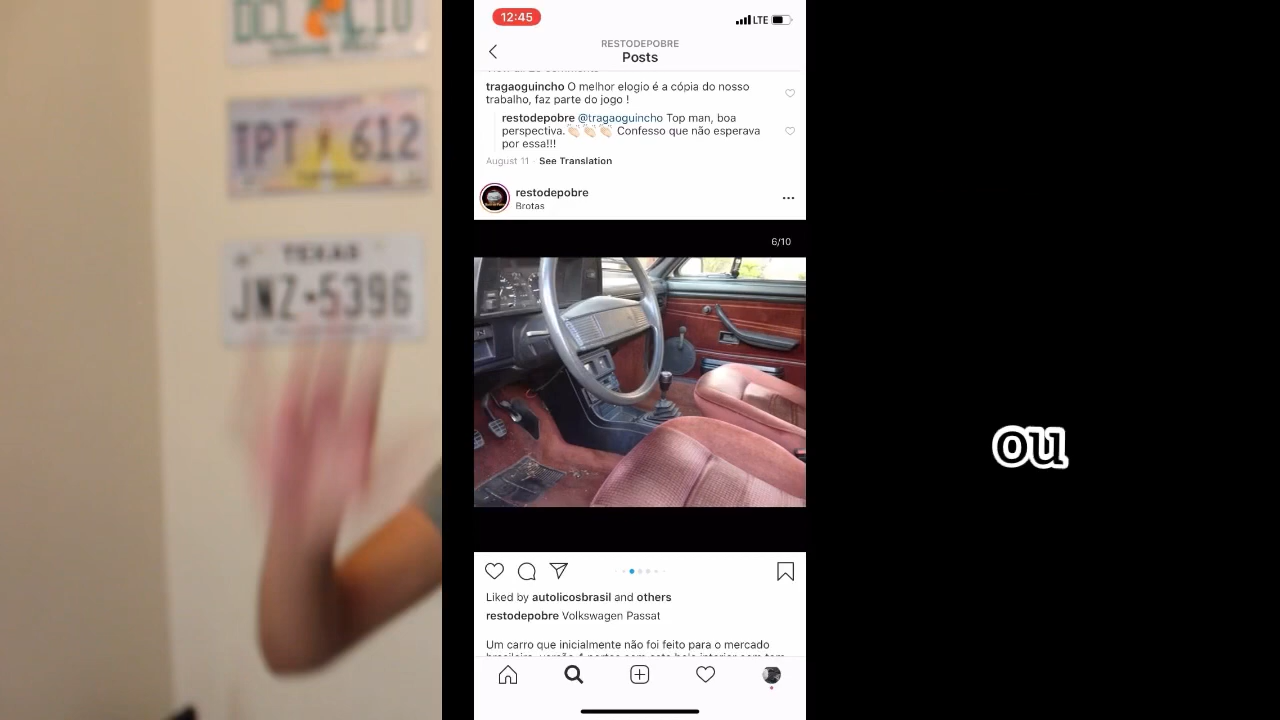 TPT 612
TEXAS
JNZ-5396
12:45
LTE
RESTODEPOBRE
Posts
tragaoguincho O melhor elogio é a cópia do nosso
trabalho, faz parte do jogo !
restodepobre @tragaoguincho Top man, boa
perspectiva.👏🏻👏🏻👏🏻 Confesso que não esperava
por essa!!!
August 11 · See Translation
restodepobre
Brotas
6/10
Liked by autolicosbrasil and others
restodepobre Volkswagen Passat
Um carro que inicialmente não foi feito para o mercado
ou